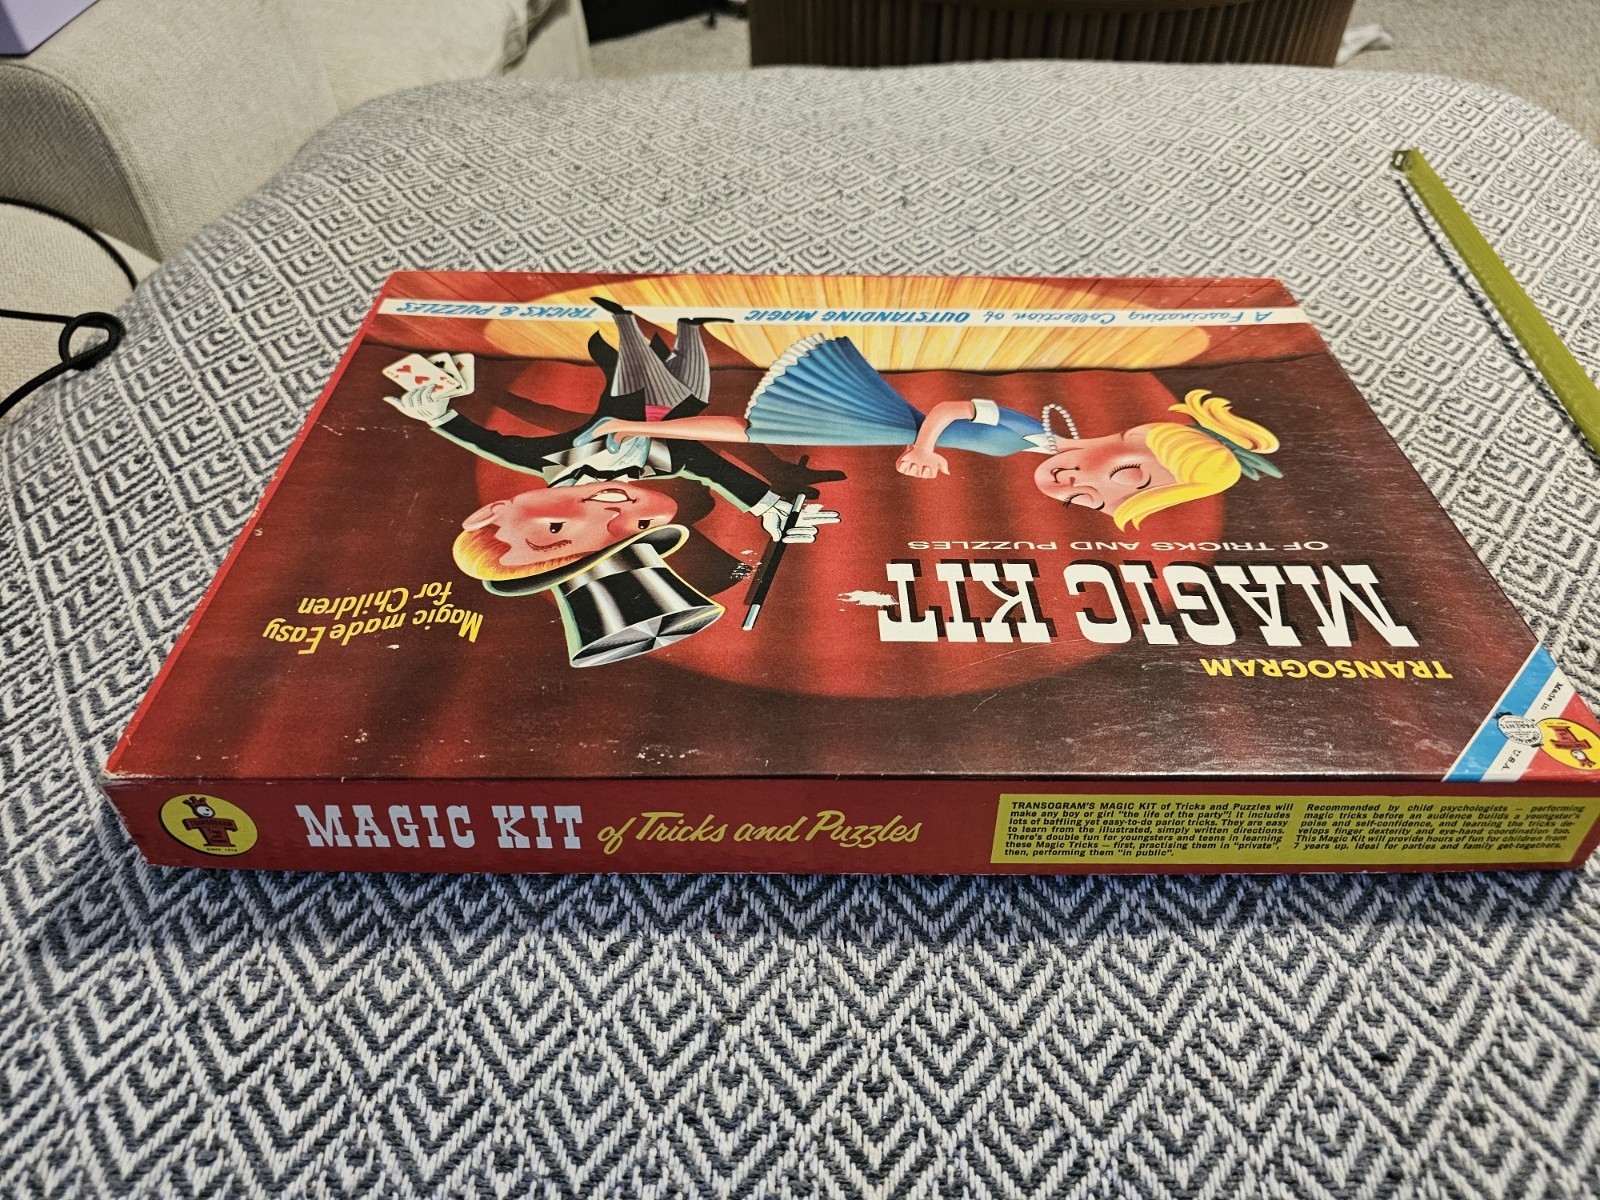 A Fascinating Collection of OUTSTANDING MAGIC TRICKS & PUZZLES
Magic made Easy
for Children
OF TRICKS AND PUZZLES
MAGIC KIT
TRANSOGRAM
Made in
U.S.A.
PARENTS'
TRANSOGRAM
SINCE 1915
MAGIC KIT of Tricks and Puzzles
TRANSOGRAM'S MAGIC KIT of Tricks and Puzzles will
make any boy or girl "the life of the party"! It includes
lots of baffling yet easy-to-do parlor tricks. They are easy
to learn from the illustrated, simply written directions.
There's double fun for youngsters and teens in learning
these Magic Tricks — first, practising them in "private",
then, performing them "in public".
Recommended by child psychologists — performing
magic tricks before an audience builds a youngster's
poise and self-confidence, and learning the tricks de-
velops finger dexterity and eye-hand coordination too.
This Magic Kit will provide hours of fun for children from
7 years up. Ideal for parties and family get-togethers.